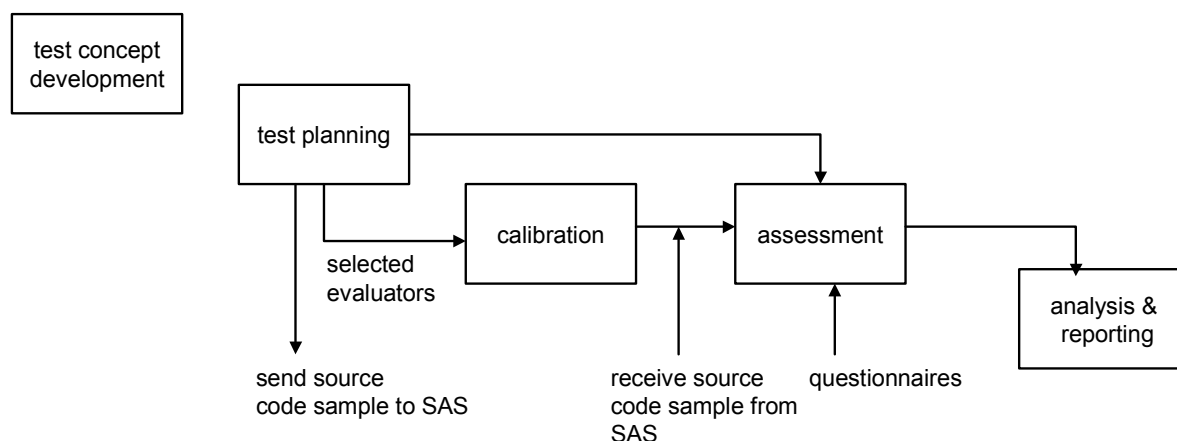 test concept
development
test planning
calibration
assessment
selected
evaluators
analysis &
reporting
send source
code sample to SAS
receive source
code sample from
SAS
questionnaires